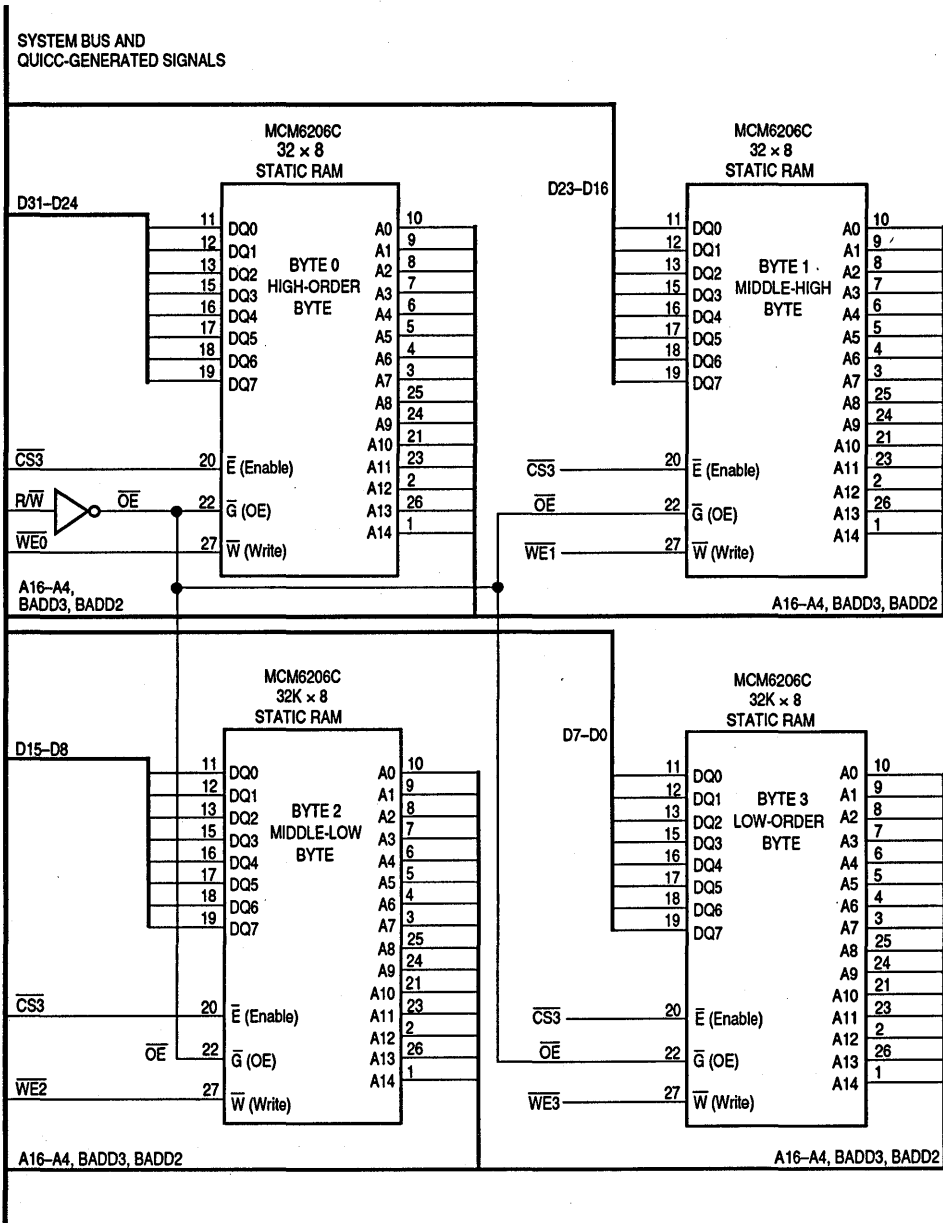 SYSTEM BUS AND
QUICC-GENERATED SIGNALS
MCM6206C
32 × 8
STATIC RAM
D31–D24
11 DQ0
12 DQ1
13 DQ2
15 DQ3
16 DQ4
17 DQ5
18 DQ6
19 DQ7
BYTE 0
HIGH-ORDER
BYTE
A0 10
A1 9
A2 8
A3 7
A4 6
A5 5
A6 4
A7 3
A8 25
A9 24
A10 21
A11 23
A12 2
A13 26
A14 1
C̅S̅3̅ 20 E̅ (Enable)
R/W̅ O̅E̅ 22 G̅ (OE)
W̅E̅0̅ 27 W̅ (Write)
A16–A4,
BADD3, BADD2
MCM6206C
32 × 8
STATIC RAM
D23–D16
11 DQ0
12 DQ1
13 DQ2
15 DQ3
16 DQ4
17 DQ5
18 DQ6
19 DQ7
BYTE 1
MIDDLE-HIGH
BYTE
A0 10
A1 9
A2 8
A3 7
A4 6
A5 5
A6 4
A7 3
A8 25
A9 24
A10 21
A11 23
A12 2
A13 26
A14 1
C̅S̅3̅ 20 E̅ (Enable)
O̅E̅ 22 G̅ (OE)
W̅E̅1̅ 27 W̅ (Write)
A16–A4, BADD3, BADD2
MCM6206C
32K × 8
STATIC RAM
D15–D8
11 DQ0
12 DQ1
13 DQ2
15 DQ3
16 DQ4
17 DQ5
18 DQ6
19 DQ7
BYTE 2
MIDDLE-LOW
BYTE
A0 10
A1 9
A2 8
A3 7
A4 6
A5 5
A6 4
A7 3
A8 25
A9 24
A10 21
A11 23
A12 2
A13 26
A14 1
C̅S̅3̅ 20 E̅ (Enable)
O̅E̅ 22 G̅ (OE)
W̅E̅2̅ 27 W̅ (Write)
A16–A4, BADD3, BADD2
MCM6206C
32K × 8
STATIC RAM
D7–D0
11 DQ0
12 DQ1
13 DQ2
15 DQ3
16 DQ4
17 DQ5
18 DQ6
19 DQ7
BYTE 3
LOW-ORDER
BYTE
A0 10
A1 9
A2 8
A3 7
A4 6
A5 5
A6 4
A7 3
A8 25
A9 24
A10 21
A11 23
A12 2
A13 26
A14 1
C̅S̅3̅ 20 E̅ (Enable)
O̅E̅ 22 G̅ (OE)
W̅E̅3̅ 27 W̅ (Write)
A16–A4, BADD3, BADD2